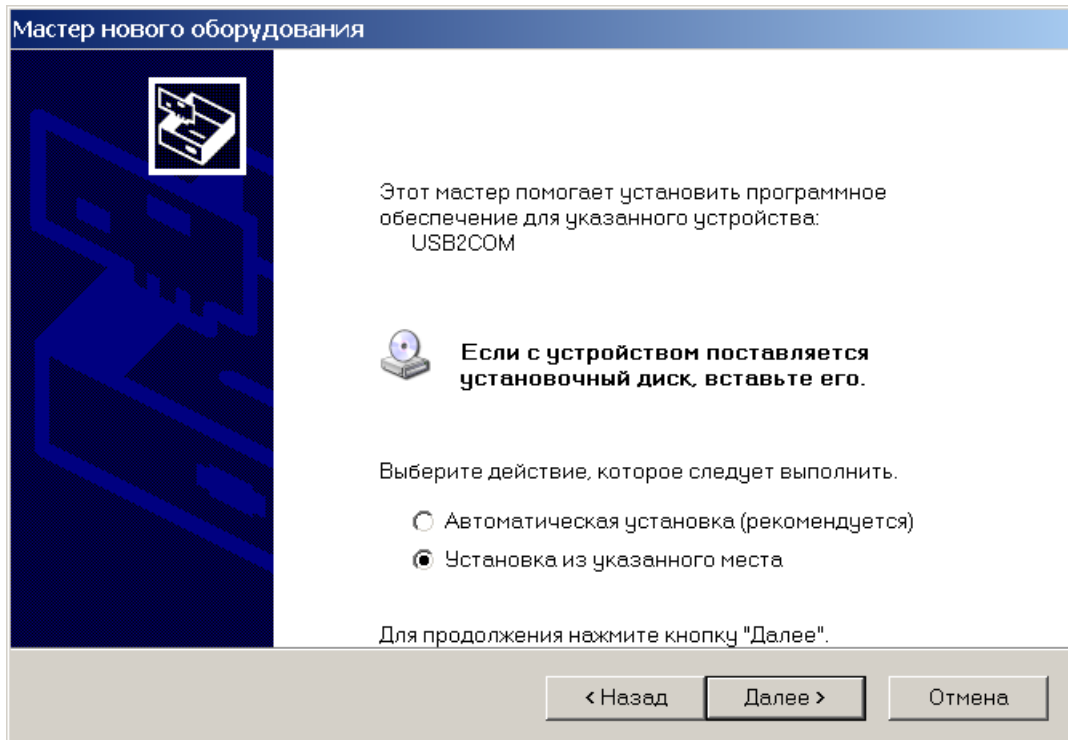 Мастер нового оборудования
Этот мастер помогает установить программное
обеспечение для указанного устройства:
USB2COM
Если с устройством поставляется
установочный диск, вставьте его.
Выберите действие, которое следует выполнить.
Автоматическая установка (рекомендуется)
Установка из указанного места
Для продолжения нажмите кнопку "Далее".
< Назад
Далее >
Отмена